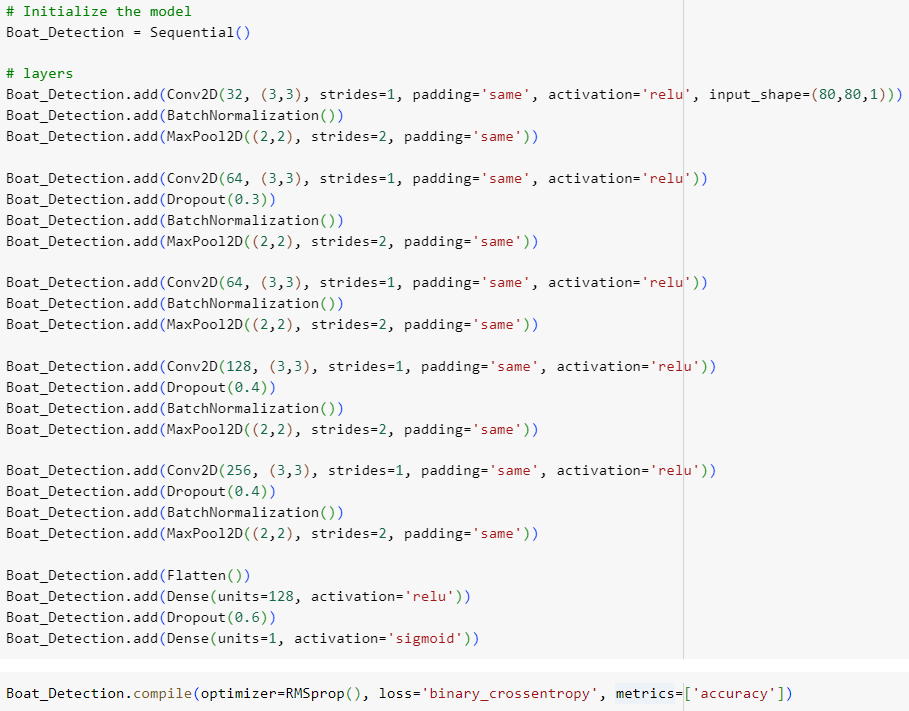 # Initialize the model
Boat_Detection = Sequential()
# layers
Boat_Detection.add(Conv2D(32, (3,3), strides=1, padding='same', activation='relu', input_shape=(80,80,1)))
Boat_Detection.add(BatchNormalization())
Boat_Detection.add(MaxPool2D((2,2), strides=2, padding='same'))
Boat_Detection.add(Conv2D(64, (3,3), strides=1, padding='same', activation='relu'))
Boat_Detection.add(Dropout(0.3))
Boat_Detection.add(BatchNormalization())
Boat_Detection.add(MaxPool2D((2,2), strides=2, padding='same'))
Boat_Detection.add(Conv2D(64, (3,3), strides=1, padding='same', activation='relu'))
Boat_Detection.add(BatchNormalization())
Boat_Detection.add(MaxPool2D((2,2), strides=2, padding='same'))
Boat_Detection.add(Conv2D(128, (3,3), strides=1, padding='same', activation='relu'))
Boat_Detection.add(Dropout(0.4))
Boat_Detection.add(BatchNormalization())
Boat_Detection.add(MaxPool2D((2,2), strides=2, padding='same'))
Boat_Detection.add(Conv2D(256, (3,3), strides=1, padding='same', activation='relu'))
Boat_Detection.add(Dropout(0.4))
Boat_Detection.add(BatchNormalization())
Boat_Detection.add(MaxPool2D((2,2), strides=2, padding='same'))
Boat_Detection.add(Flatten())
Boat_Detection.add(Dense(units=128, activation='relu'))
Boat_Detection.add(Dropout(0.6))
Boat_Detection.add(Dense(units=1, activation='sigmoid'))
Boat_Detection.compile(optimizer=RMSprop(), loss='binary_crossentropy', metrics=['accuracy'])